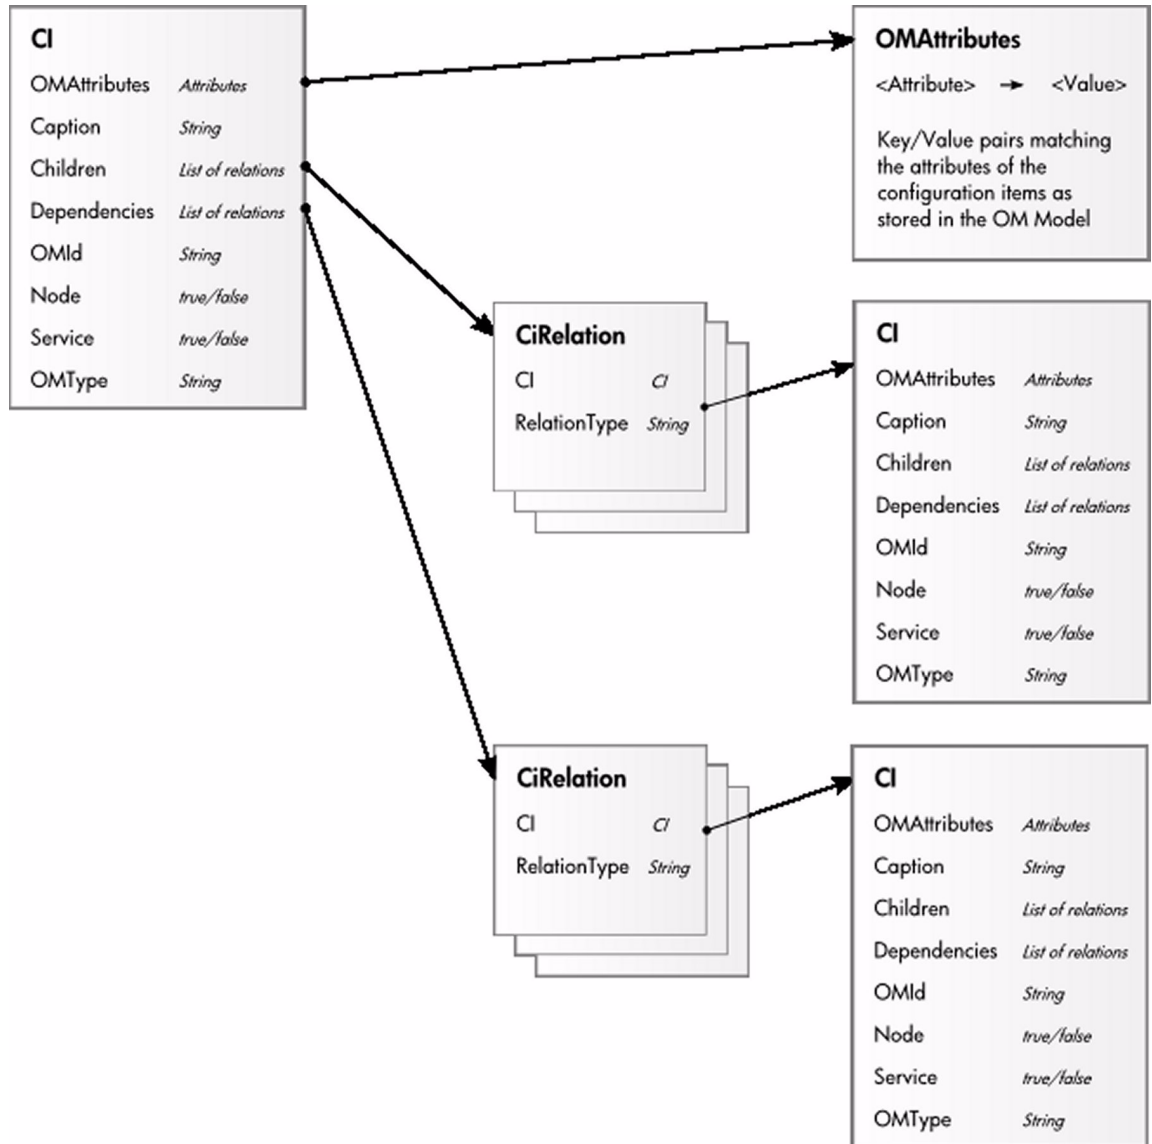 CI
OMAttributes Attributes
Caption String
Children List of relations
Dependencies List of relations
OMId String
Node true/false
Service true/false
OMType String
OMAttributes
<Attribute> → <Value>
Key/Value pairs matching
the attributes of the
configuration items as
stored in the OM Model
CiRelation
CI CI
RelationType String
CI
OMAttributes Attributes
Caption String
Children List of relations
Dependencies List of relations
OMId String
Node true/false
Service true/false
OMType String
CiRelation
CI CI
RelationType String
CI
OMAttributes Attributes
Caption String
Children List of relations
Dependencies List of relations
OMId String
Node true/false
Service true/false
OMType String